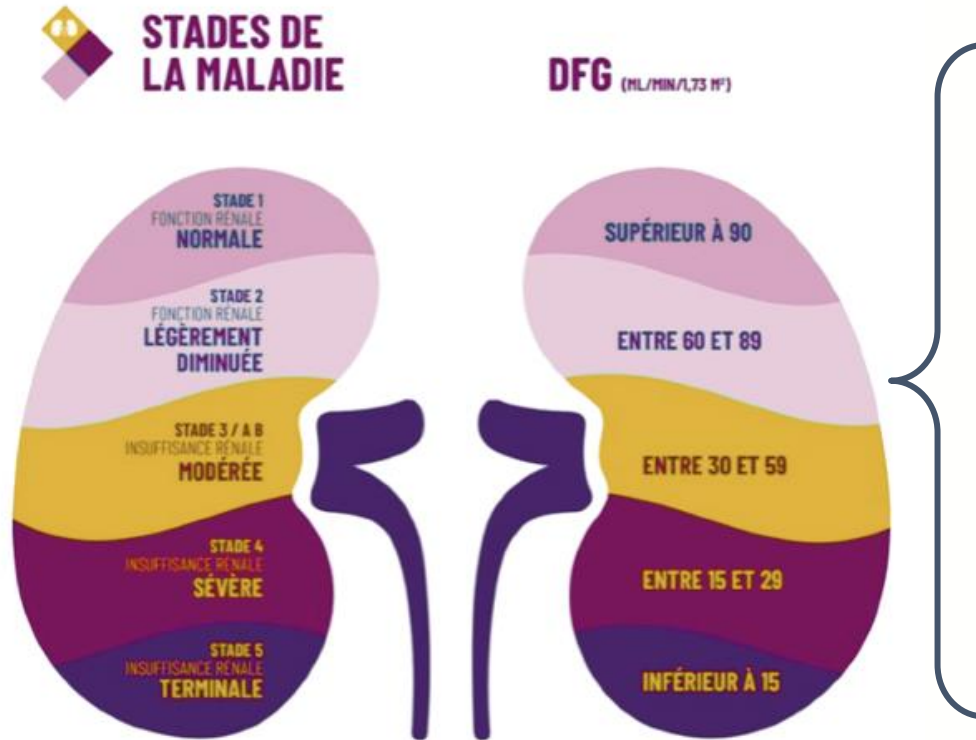 STADES DE
LA MALADIE
DFG (ML/MIN/1,73 M²)
STADE 1
FONCTION RÉNALE
NORMALE
SUPÉRIEUR À 90
STADE 2
FONCTION RÉNALE
LÉGÈREMENT
DIMINUÉE
ENTRE 60 ET 89
STADE 3 / A B
INSUFFISANCE RÉNALE
MODÉRÉE
ENTRE 30 ET 59
STADE 4
INSUFFISANCE RÉNALE
SÉVÈRE
ENTRE 15 ET 29
STADE 5
INSUFFISANCE RÉNALE
TERMINALE
INFÉRIEUR À 15